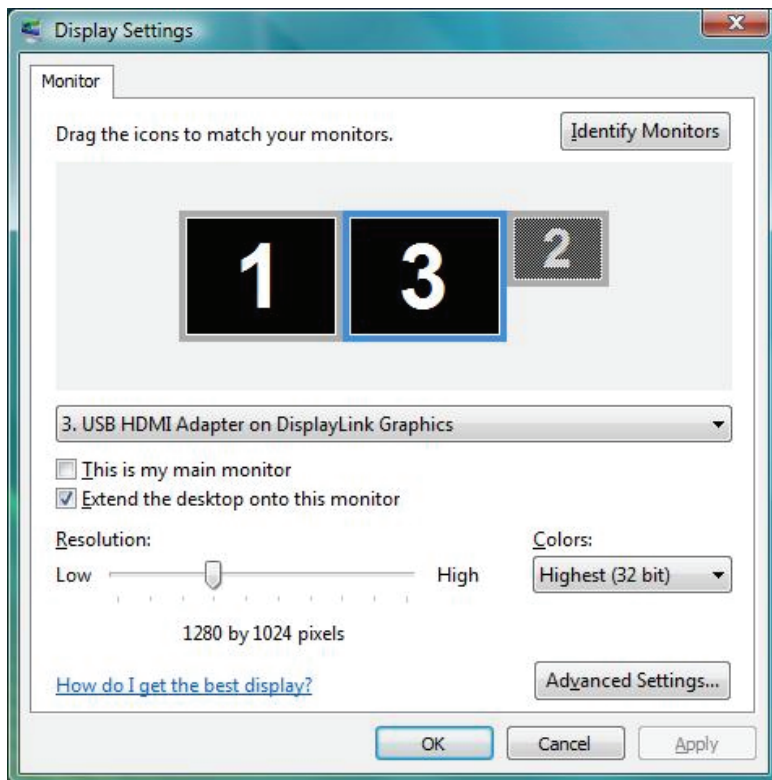 Display Settings
Monitor
Drag the icons to match your monitors.
Identify Monitors
1
3
2
3. USB HDMI Adapter on DisplayLink Graphics
This is my main monitor
Extend the desktop onto this monitor
Resolution:
Colors:
Low
High
Highest (32 bit)
1280 by 1024 pixels
How do I get the best display?
Advanced Settings...
OK
Cancel
Apply